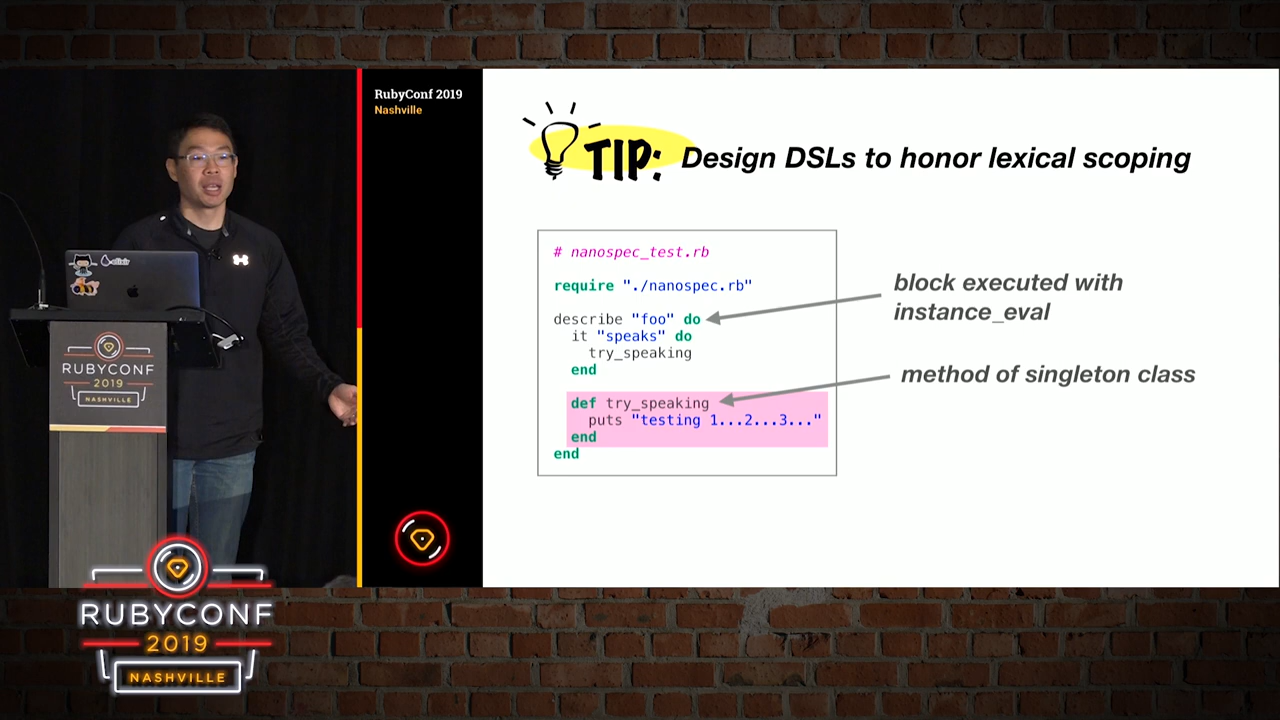 RubyConf 2019
Nashville
TIP: Design DSLs to honor lexical scoping
# nanospec_test.rb
require "./nanospec.rb"
describe "foo" do
it "speaks" do
try_speaking
end
def try_speaking
puts "testing 1...2...3..."
end
end
block executed with
instance_eval
method of singleton class
elixir
RUBYCONF
2019
NASHVILLE
RUBYCONF
2019
NASHVILLE